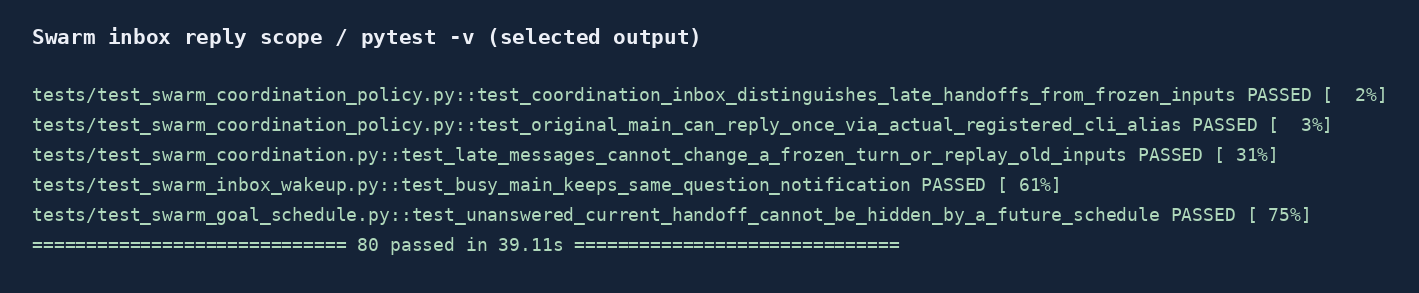 Swarm inbox reply scope / pytest -v (selected output)
tests/test_swarm_coordination_policy.py::test_coordination_inbox_distinguishes_late_handoffs_from_frozen_inputs PASSED [  2%]
tests/test_swarm_coordination_policy.py::test_original_main_can_reply_once_via_actual_registered_cli_alias PASSED [  3%]
tests/test_swarm_coordination.py::test_late_messages_cannot_change_a_frozen_turn_or_replay_old_inputs PASSED [ 31%]
tests/test_swarm_inbox_wakeup.py::test_busy_main_keeps_same_question_notification PASSED [ 61%]
tests/test_swarm_goal_schedule.py::test_unanswered_current_handoff_cannot_be_hidden_by_a_future_schedule PASSED [ 75%]
============================= 80 passed in 39.11s ==============================